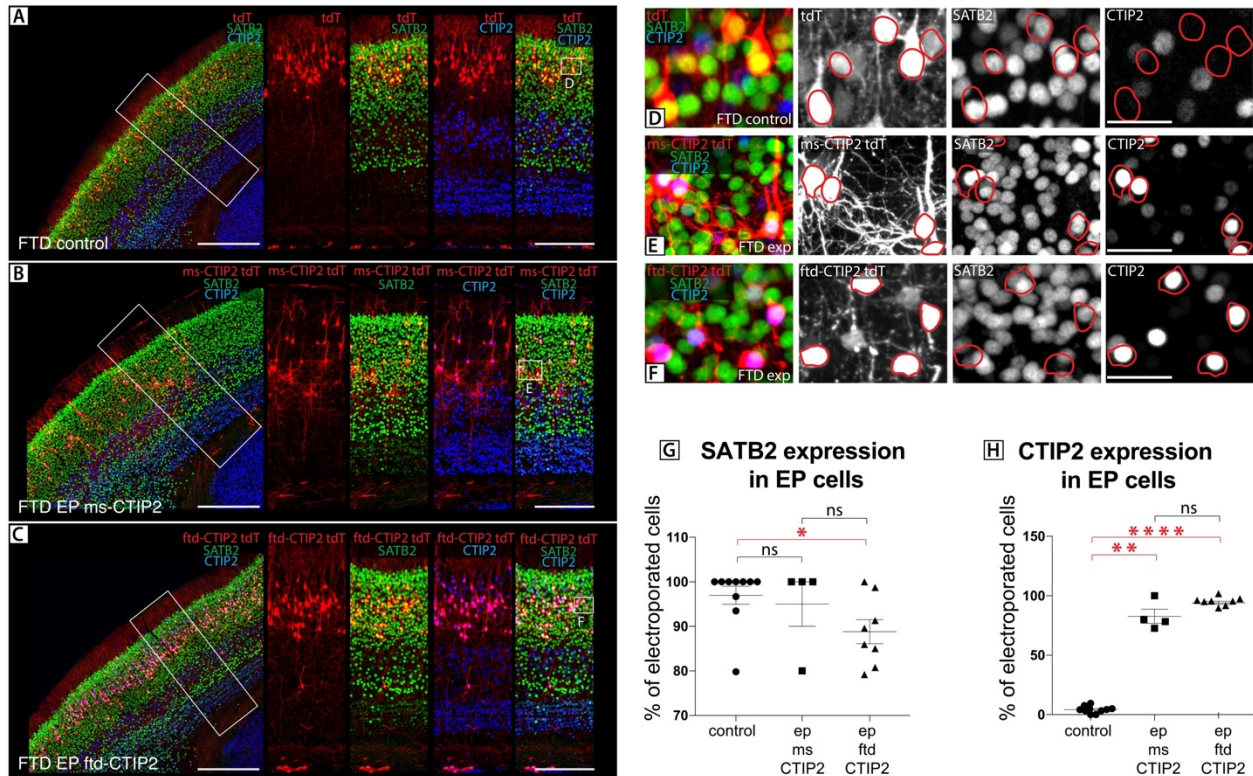 A
tdT
SATB2
CTIP2
tdT
tdT
SATB2
tdT
CTIP2
tdT
SATB2
CTIP2
D
FTD control
B
ms-CTIP2 tdT
SATB2
CTIP2
ms-CTIP2 tdT
ms-CTIP2 tdT
SATB2
ms-CTIP2 tdT
CTIP2
ms-CTIP2 tdT
SATB2
CTIP2
E
FTD EP ms-CTIP2
C
ftd-CTIP2 tdT
SATB2
CTIP2
ftd-CTIP2 tdT
ftd-CTIP2 tdT
SATB2
ftd-CTIP2 tdT
CTIP2
ftd-CTIP2 tdT
SATB2
CTIP2
F
FTD EP ftd-CTIP2
tdT
SATB2
CTIP2
tdT
SATB2
CTIP2
D
FTD control
ms-CTIP2 tdT
SATB2
CTIP2
ms-CTIP2 tdT
SATB2
CTIP2
E
FTD exp
ftd-CTIP2 tdT
SATB2
CTIP2
ftd-CTIP2 tdT
SATB2
CTIP2
F
FTD exp
G
SATB2 expression
in EP cells
% of electroporated cells
110
100
90
80
70
ns
*
ns
control
ep
ms
CTIP2
ep
ftd
CTIP2
H
CTIP2 expression
in EP cells
% of electroporated cells
150
100
50
0
ns
****
**
control
ep
ms
CTIP2
ep
ftd
CTIP2